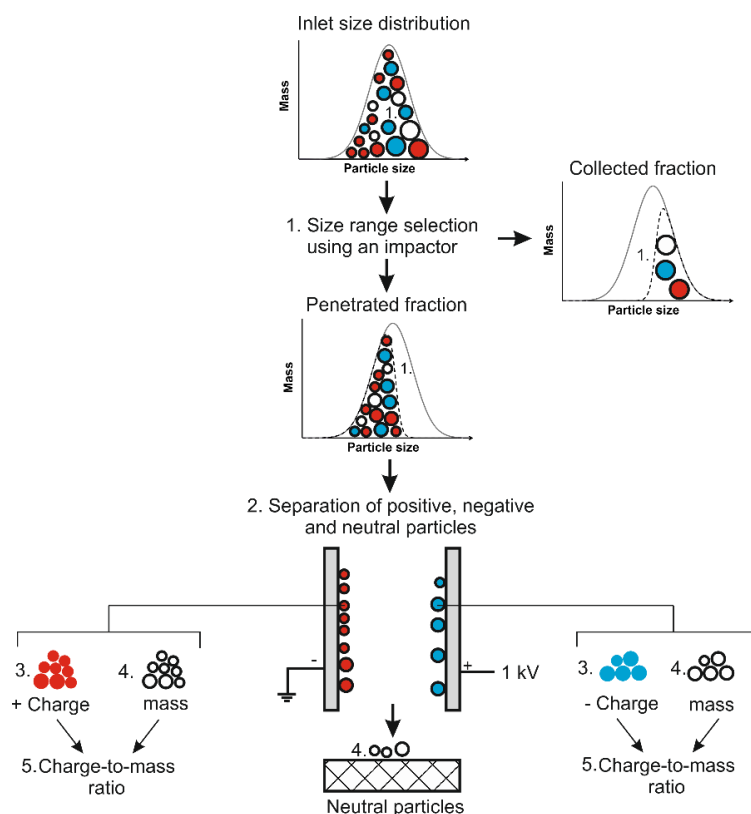 Inlet size distribution
Mass
1.
Particle size
Collected fraction
Mass
1.
Particle size
1. Size range selection
using an impactor
Penetrated fraction
Mass
1.
Particle size
2. Separation of positive, negative
and neutral particles
-
+
1 kV
3.
4.
+ Charge
mass
5.Charge-to-mass
ratio
3.
4.
- Charge
mass
5.Charge-to-mass
ratio
4.
Neutral particles